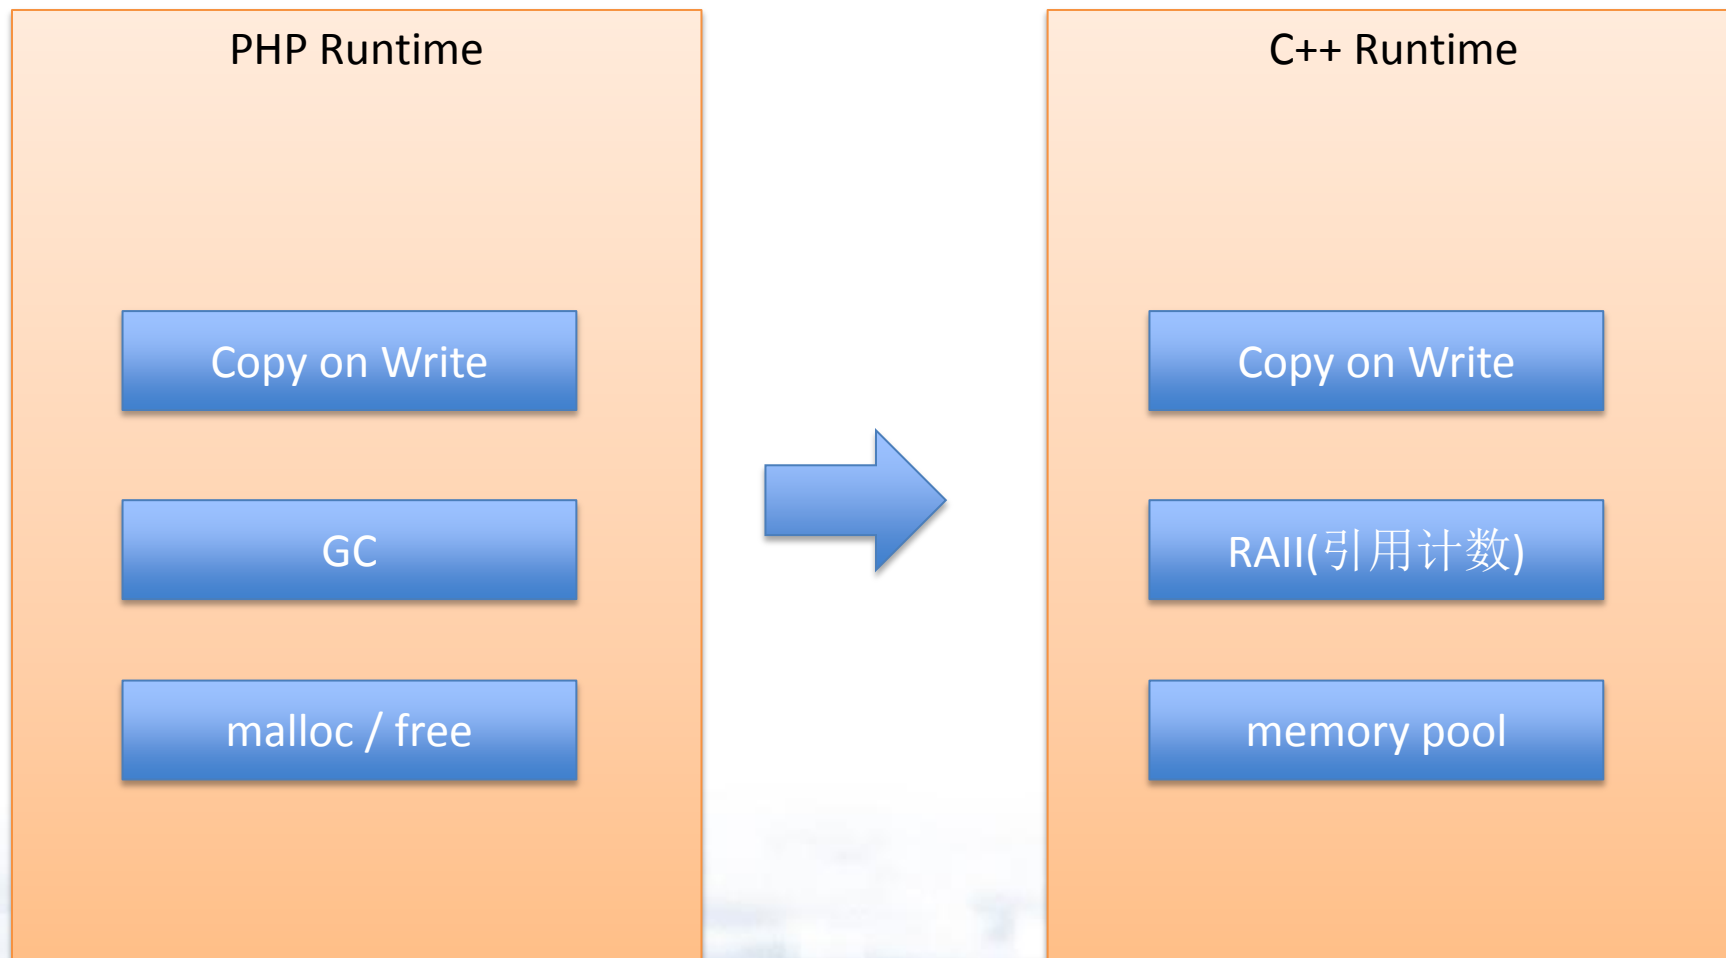 PHP Runtime
Copy on Write
GC
malloc / free
C++ Runtime
Copy on Write
RAII(引用计数)
memory pool